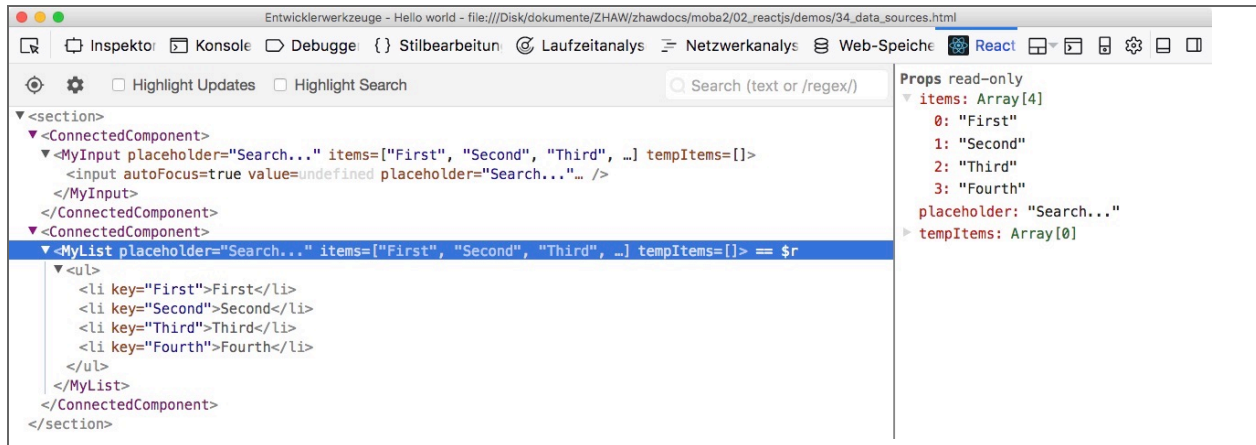 Entwicklerwerkzeuge - Hello world - file:///Disk/dokumente/ZHAW/zhawdocs/moba2/02_reactjs/demos/34_data_sources.html
Inspektor Konsole Debugge {} Stilbearbeitun Laufzeitanalys Netzwerkanalys Web-Speiche React
Highlight Updates Highlight Search Search (text or /regex/)
▼<section>
▼<ConnectedComponent>
▼<MyInput placeholder="Search..." items=["First", "Second", "Third", …] tempItems=[]>
<input autoFocus=true value=undefined placeholder="Search..."… />
</MyInput>
</ConnectedComponent>
▼<ConnectedComponent>
▼<MyList placeholder="Search..." items=["First", "Second", "Third", …] tempItems=[]> == $r
▼<ul>
<li key="First">First</li>
<li key="Second">Second</li>
<li key="Third">Third</li>
<li key="Fourth">Fourth</li>
</ul>
</MyList>
</ConnectedComponent>
</section>
Props read-only
▼ items: Array[4]
0: "First"
1: "Second"
2: "Third"
3: "Fourth"
placeholder: "Search..."
▶ tempItems: Array[0]